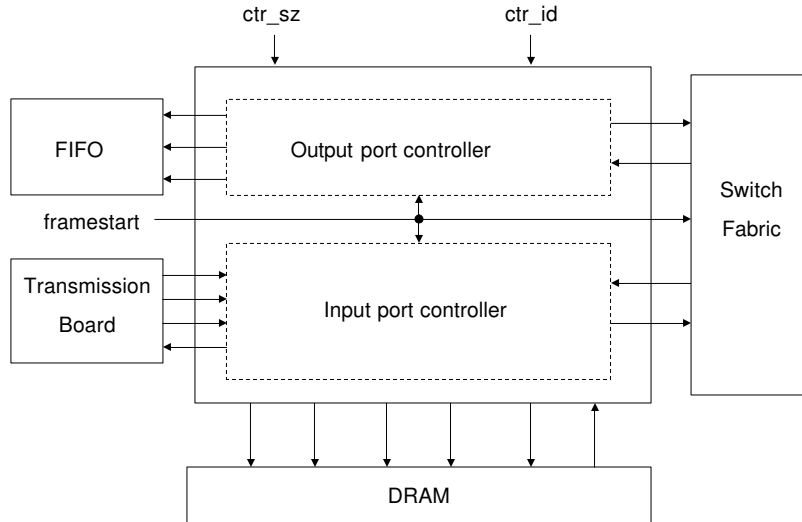 ctr_sz
ctr_id
FIFO
Output port controller
framestart
Switch
Fabric
Transmission
Board
Input port controller
DRAM